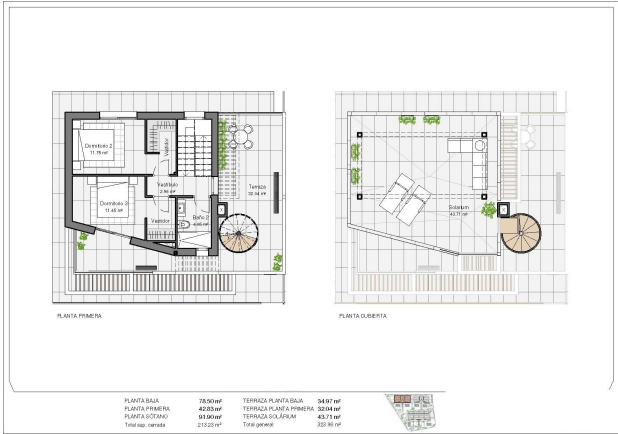 Dormitorio 2
11.78 m²
Vestidor
Dormitorio 3
11.45 m²
Vestíbulo
2.98 m²
Vestidor
Baño 2
Terraza
32.04 m²
Solarium
43.71 m²
PLANTA PRIMERA
PLANTA CUBIERTA
PLANTA BAJA 78.50 m² TERRAZA PLANTA BAJA 34.97 m²
PLANTA PRIMERA 42.83 m² TERRAZA PLANTA PRIMERA 32.04 m²
PLANTA SÓTANO 91.90 m² TERRAZA SOLÁRIUM 43.71 m²
Total sup. cerrada 213.23 m² Total general 323.95 m²